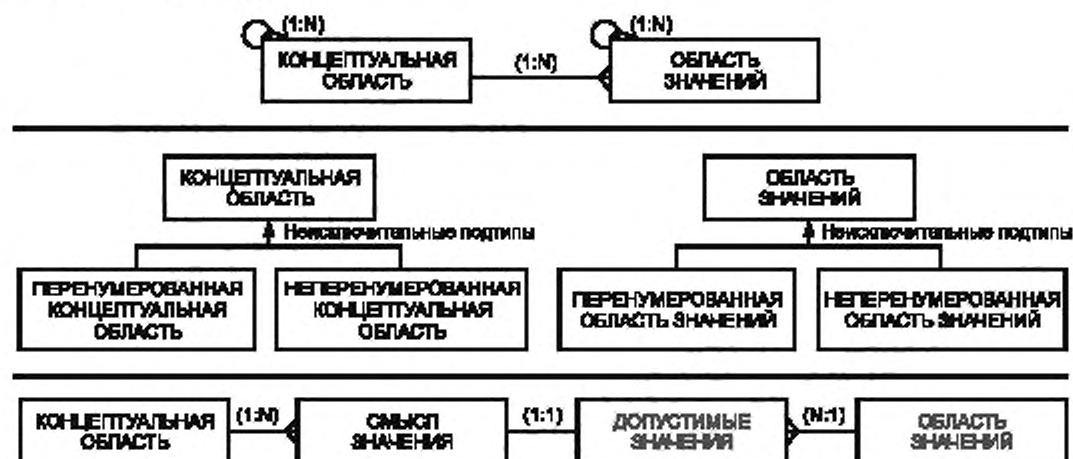 (1:N) (1:N)
КОНЦЕПТУАЛЬНАЯ
ОБЛАСТЬ
(1:N)
ОБЛАСТЬ
ЗНАЧЕНИЙ
КОНЦЕПТУАЛЬНАЯ
ОБЛАСТЬ
ОБЛАСТЬ
ЗНАЧЕНИЙ
Неисключительные подтипы
Неисключительные подтипы
ПЕРЕНУМЕРОВАННАЯ
КОНЦЕПТУАЛЬНАЯ
ОБЛАСТЬ
НЕПЕРЕНУМЕРОВАННАЯ
КОНЦЕПТУАЛЬНАЯ
ОБЛАСТЬ
ПЕРЕНУМЕРОВАННАЯ
ОБЛАСТЬ ЗНАЧЕНИЙ
НЕПЕРЕНУМЕРОВАННАЯ
ОБЛАСТЬ ЗНАЧЕНИЙ
КОНЦЕПТУАЛЬНАЯ
ОБЛАСТЬ
(1:N)
СМЫСЛ
ЗНАЧЕНИЯ
(1:1)
ДОПУСТИМЫЕ
ЗНАЧЕНИЯ
(N:1)
ОБЛАСТЬ
ЗНАЧЕНИЙ